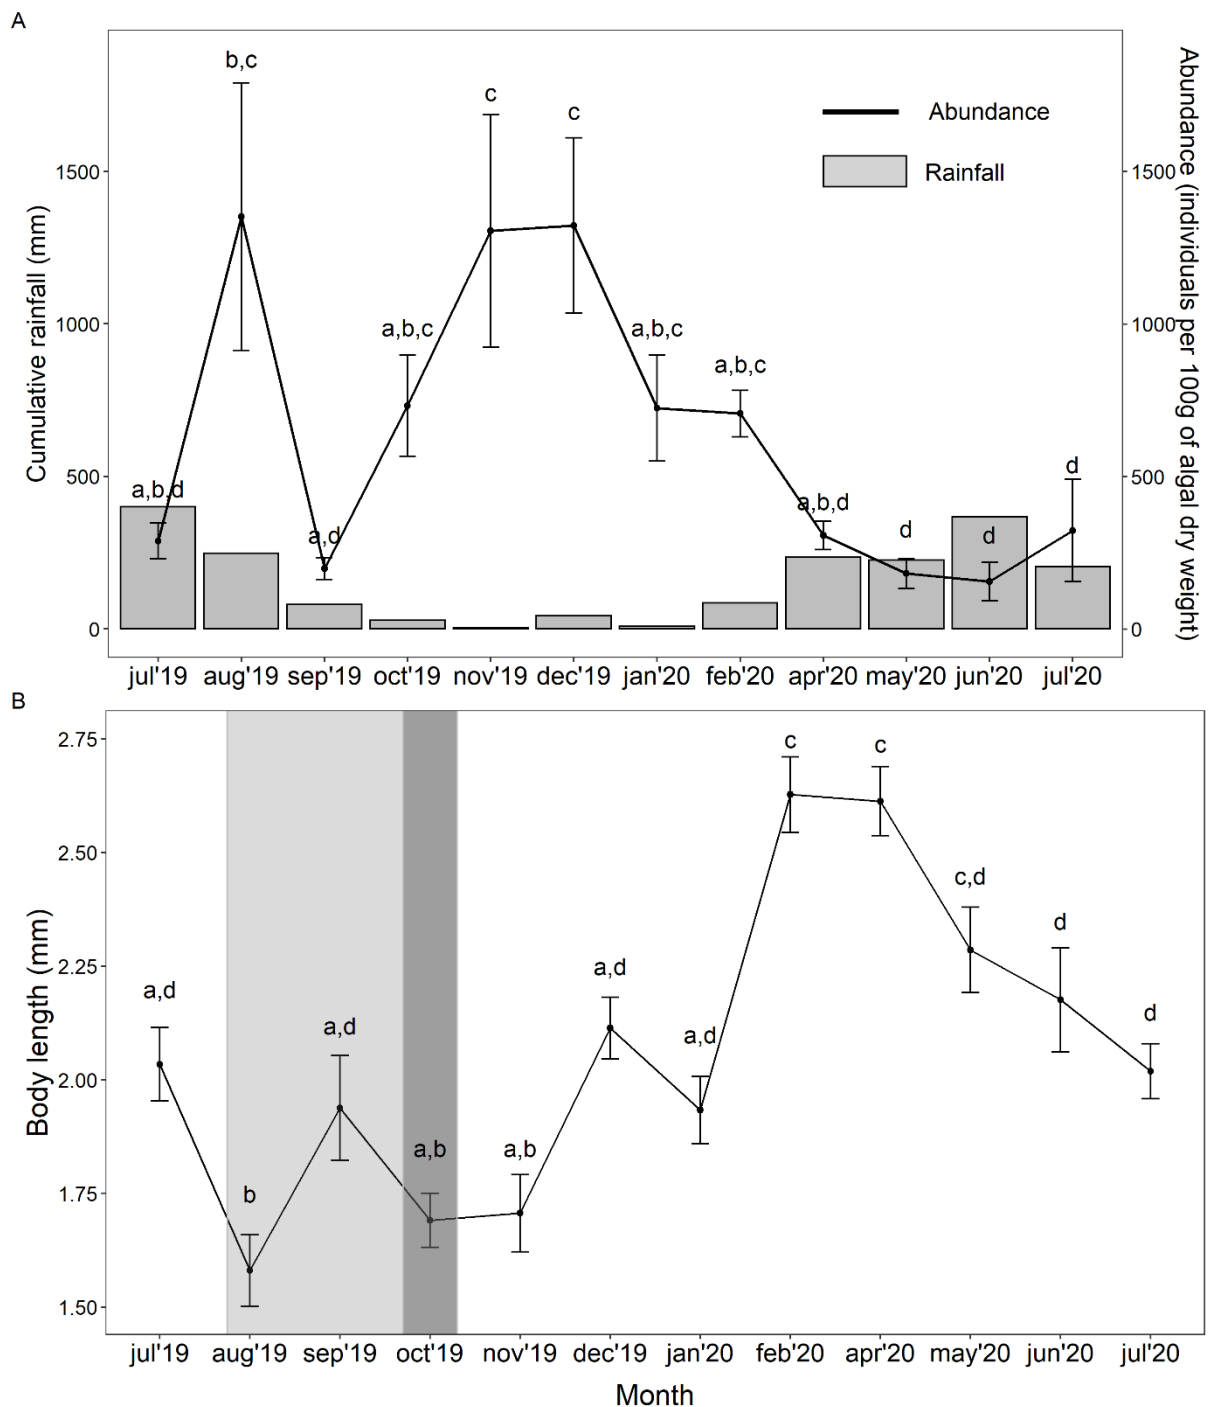 A
b,c
c
c
Abundance
Rainfall
1500
1000
500
0
Cumulative rainfall (mm)
1500
1000
500
0
Abundance (individuals per 100g of algal dry weight)
a,b,c
a,b,c
a,b,c
a,b,d
a,d
a,b,d
d
d
d
jul'19 aug'19 sep'19 oct'19 nov'19 dec'19 jan'20 feb'20 apr'20 may'20 jun'20 jul'20
B
2.75
2.50
2.25
2.00
1.75
1.50
Body length (mm)
c
c
c,d
d
a,d
a,d
a,d
a,d
d
a,b
a,b
b
jul'19 aug'19 sep'19 oct'19 nov'19 dec'19 jan'20 feb'20 apr'20 may'20 jun'20 jul'20
Month